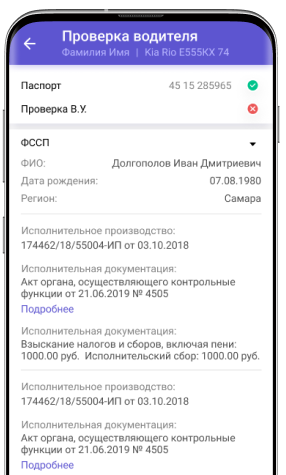 Проверка водителя
Фамилия Имя | Kia Rio E555KX 74
Паспорт 45 15 285965
Проверка В.У.
ФССП
ФИО: Долгополов Иван Дмитриевич
Дата рождения: 07.08.1980
Регион: Самара
Исполнительное производство:
174462/18/55004-ИП от 03.10.2018
Исполнительная документация:
Акт органа, осуществляющего контрольные
функции от 21.06.2019 № 4505
Подробнее
Исполнительная документация:
Взыскание налогов и сборов, включая пени:
1000.00 руб. Исполнительский сбор: 1000.00 руб.
Исполнительное производство:
174462/18/55004-ИП от 03.10.2018
Исполнительная документация:
Акт органа, осуществляющего контрольные
функции от 21.06.2019 № 4505
Подробнее